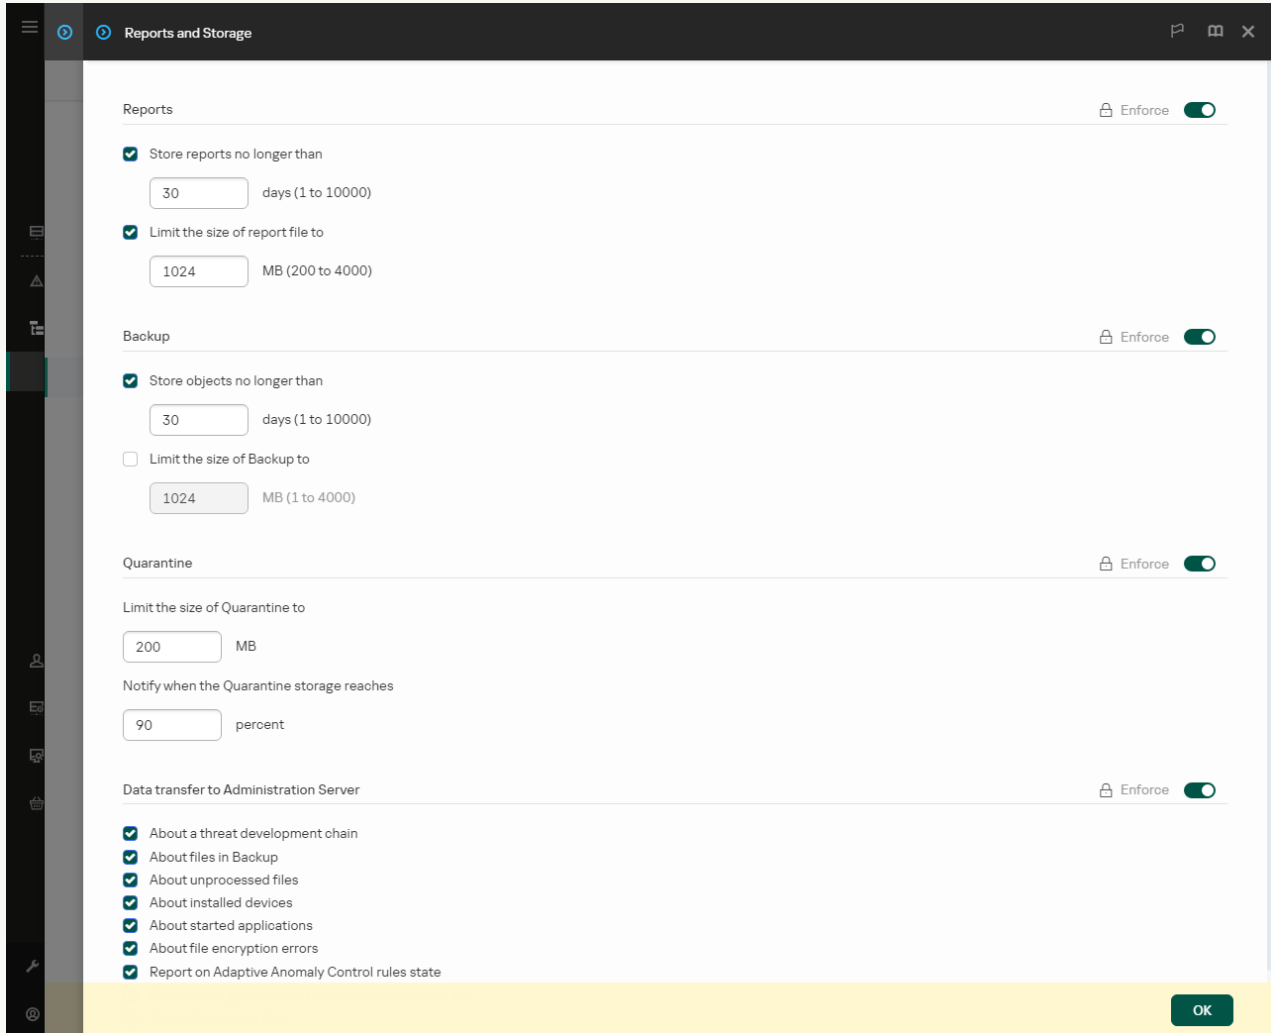 Reports and Storage
Reports
Enforce
Store reports no longer than
30 days (1 to 10000)
Limit the size of report file to
1024 MB (200 to 4000)
Backup
Enforce
Store objects no longer than
30 days (1 to 10000)
Limit the size of Backup to
1024 MB (1 to 4000)
Quarantine
Enforce
Limit the size of Quarantine to
200 MB
Notify when the Quarantine storage reaches
90 percent
Data transfer to Administration Server
Enforce
About a threat development chain
About files in Backup
About unprocessed files
About installed devices
About started applications
About file encryption errors
Report on Adaptive Anomaly Control rules state
OK